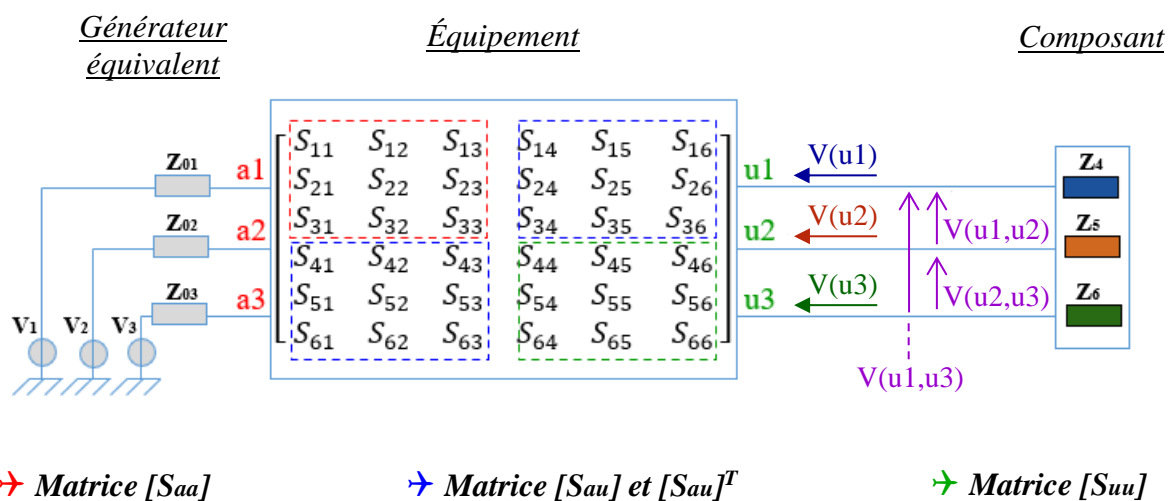 Générateur équivalent
Équipement
Composant
Z01
Z02
Z03
V1 V2 V3
a1
a2
a3
S11 S12 S13 S14 S15 S16
S21 S22 S23 S24 S25 S26
S31 S32 S33 S34 S35 S36
S41 S42 S43 S44 S45 S46
S51 S52 S53 S54 S55 S56
S61 S62 S63 S64 S65 S66
u1
u2
u3
V(u1)
V(u2)
V(u3)
V(u1,u2)
V(u2,u3)
V(u1,u3)
Z4
Z5
Z6
✈ Matrice [Saa]
✈ Matrice [Sau] et [Sau]T
✈ Matrice [Suu]